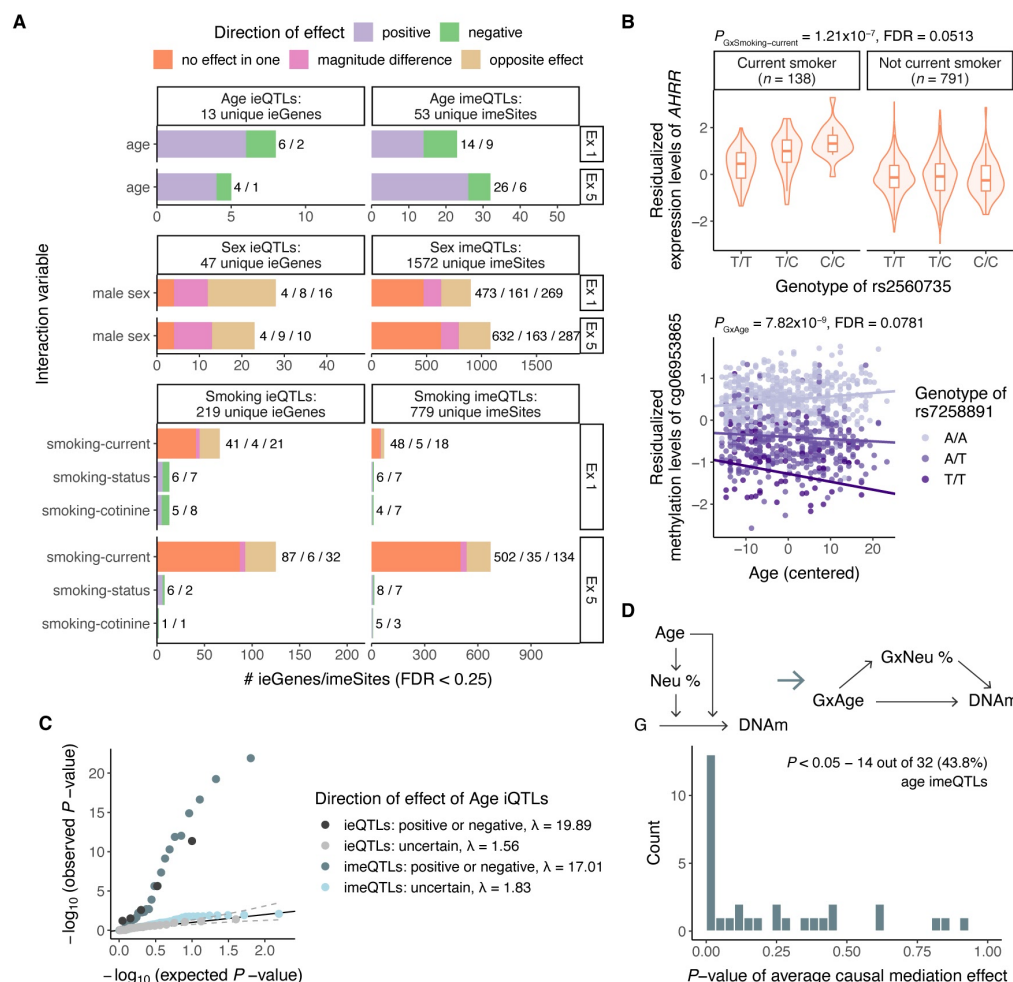 A
Direction of effect positive negative
no effect in one magnitude difference opposite effect
Interaction variable
Age ieQTLs:
13 unique ieGenes
Age imeQTLs:
53 unique imeSites
age 6 / 2 14 / 9 Ex 1
age 4 / 1 26 / 6 Ex 5
0 5 10 0 10 20 30 40 50
Sex ieQTLs:
47 unique ieGenes
Sex imeQTLs:
1572 unique imeSites
male sex 4 / 8 / 16 473 / 161 / 269 Ex 1
male sex 4 / 9 / 10 632 / 163 / 287 Ex 5
0 10 20 30 40 0 500 1000 1500
Smoking ieQTLs:
219 unique ieGenes
Smoking imeQTLs:
779 unique imeSites
smoking-current 41 / 4 / 21 48 / 5 / 18
smoking-status 6 / 7 6 / 7 Ex 1
smoking-cotinine 5 / 8 4 / 7
smoking-current 87 / 6 / 32 502 / 35 / 134
smoking-status 6 / 2 8 / 7 Ex 5
smoking-cotinine 1 / 1 5 / 3
0 50 100 150 200 0 300 600 900
# ieGenes/imeSites (FDR < 0.25)
B
P GxSmoking−current = 1.21x10−7, FDR = 0.0513
Current smoker
(n = 138)
Not current smoker
(n = 791)
Residualized
expression levels of AHRR
2
0
−2
T/T T/C C/C T/T T/C C/C
Genotype of rs2560735
P GxAge = 7.82x10−9, FDR = 0.0781
Residualized
methylation levels of cg06953865
1
0
−1
−2
−10 0 10 20
Age (centered)
Genotype of
rs7258891
A/A
A/T
T/T
C
−log10 (observed P −value)
20
15
10
5
0
0.0 0.5 1.0 1.5 2.0
−log10 (expected P −value)
Direction of effect of Age iQTLs
ieQTLs: positive or negative, λ = 19.89
ieQTLs: uncertain, λ = 1.56
imeQTLs: positive or negative, λ = 17.01
imeQTLs: uncertain, λ = 1.83
D
Age
Neu %
G DNAm
GxNeu %
GxAge DNAm
P < 0.05 − 14 out of 32 (43.8%)
age imeQTLs
Count
10
5
0
0.00 0.25 0.50 0.75 1.00
P−value of average causal mediation effect